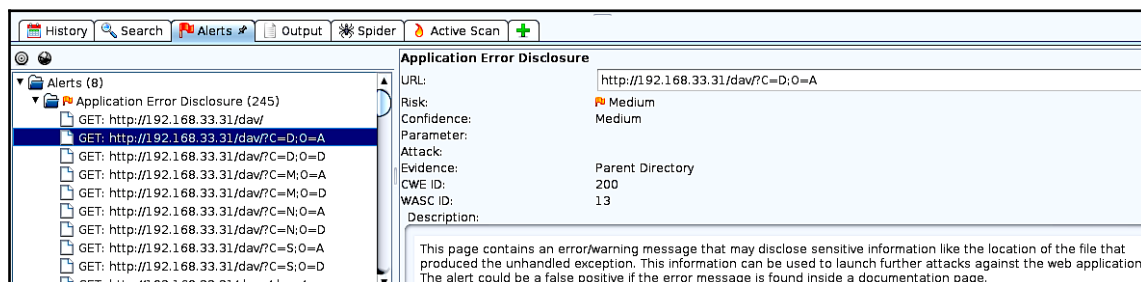 History Search Alerts Output Spider Active Scan
Alerts (8)
Application Error Disclosure (245)
GET: http://192.168.33.31/dav/
GET: http://192.168.33.31/dav/?C=D;O=A
GET: http://192.168.33.31/dav/?C=D;O=D
GET: http://192.168.33.31/dav/?C=M;O=A
GET: http://192.168.33.31/dav/?C=M;O=D
GET: http://192.168.33.31/dav/?C=N;O=A
GET: http://192.168.33.31/dav/?C=N;O=D
GET: http://192.168.33.31/dav/?C=S;O=A
GET: http://192.168.33.31/dav/?C=S;O=D
Application Error Disclosure
URL: http://192.168.33.31/dav/?C=D;O=A
Risk: Medium
Confidence: Medium
Parameter:
Attack:
Evidence: Parent Directory
CWE ID: 200
WASC ID: 13
Description:
This page contains an error/warning message that may disclose sensitive information like the location of the file that
produced the unhandled exception. This information can be used to launch further attacks against the web application
The alert could be a false positive if the error message is found inside a documentation page.